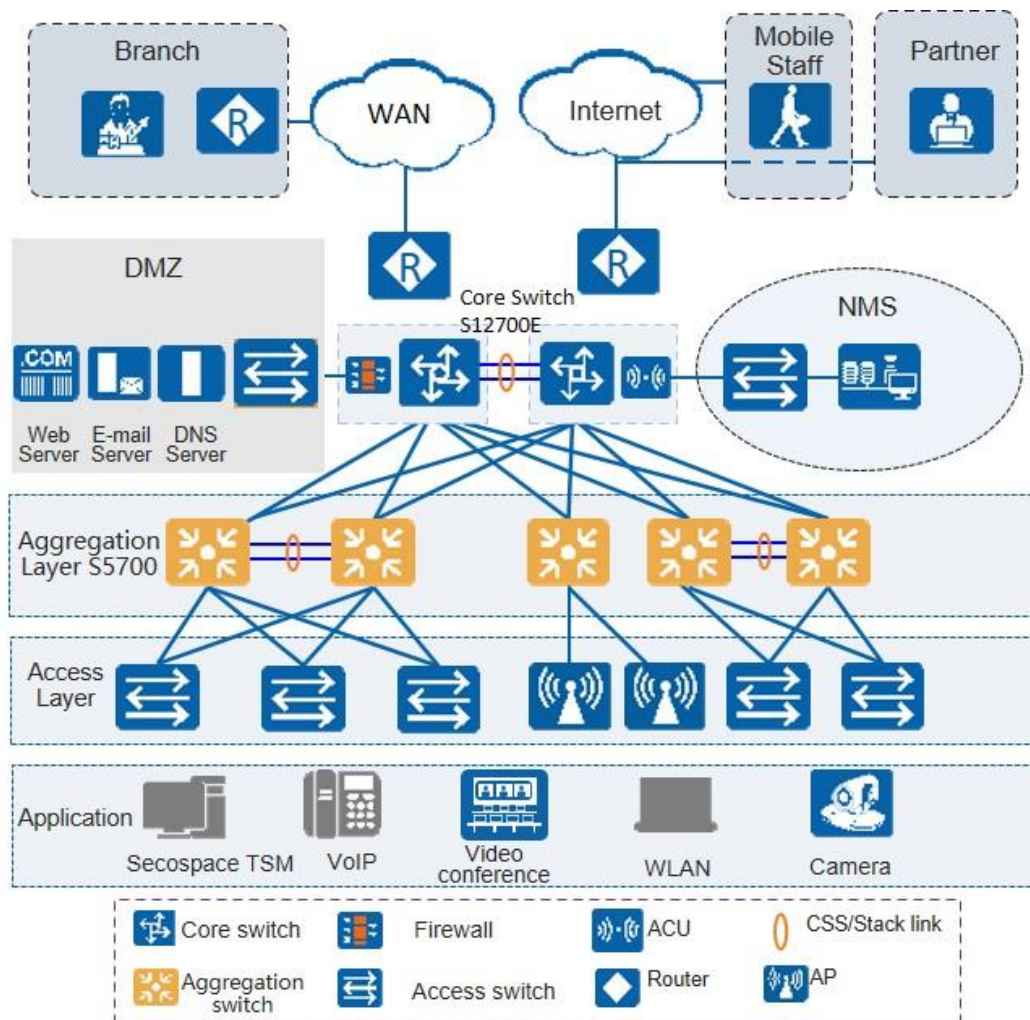 Branch
R
WAN
Internet
Mobile
Staff
Partner
R
R
DMZ
Core Switch
S12700E
NMS
.COM
Web
Server
E-mail
Server
DNS
Server
Aggregation
Layer S5700
Access
Layer
Application
Secospace TSM
VoIP
Video
conference
WLAN
Camera
Core switch
Firewall
ACU
CSS/Stack link
Aggregation
switch
Access switch
Router
AP